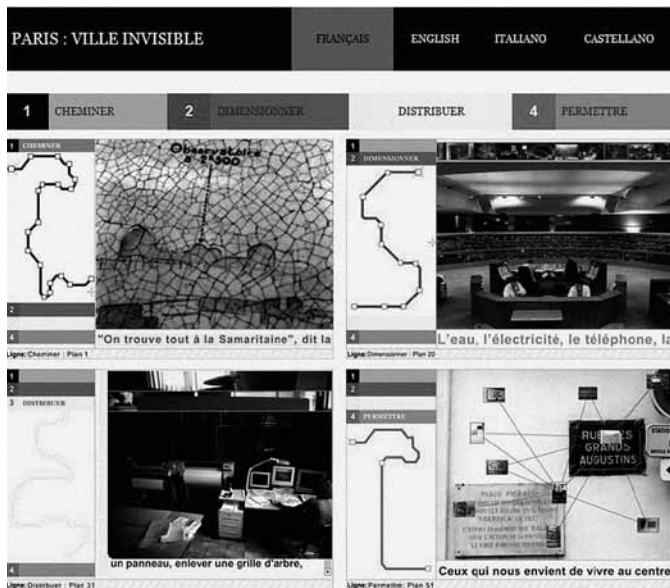 PARIS : VILLE INVISIBLE
FRANÇAIS
ENGLISH
ITALIANO
CASTELLANO
1 CHEMINER
2 DIMENSIONNER
DISTRIBUER
4 PERMETTRE
1 CHEMINER
2
4
Observatoire
"On trouve tout à la Samaritaine", dit la
Ligne: Cheminer : Plan 1
1
2 DIMENSIONNER
4
L'eau, l'électricité, le téléphone, la
Ligne: Dimensionner : Plan 20
1
2
3 DISTRIBUER
4
un panneau, enlever une grille d'arbre,
Ligne: Distribuer : Plan 31
1
2
4 PERMETTRE
GRANDS
AUGUSTINS
Ceux qui nous envient de vivre au centre
Ligne: Permettre : Plan 51